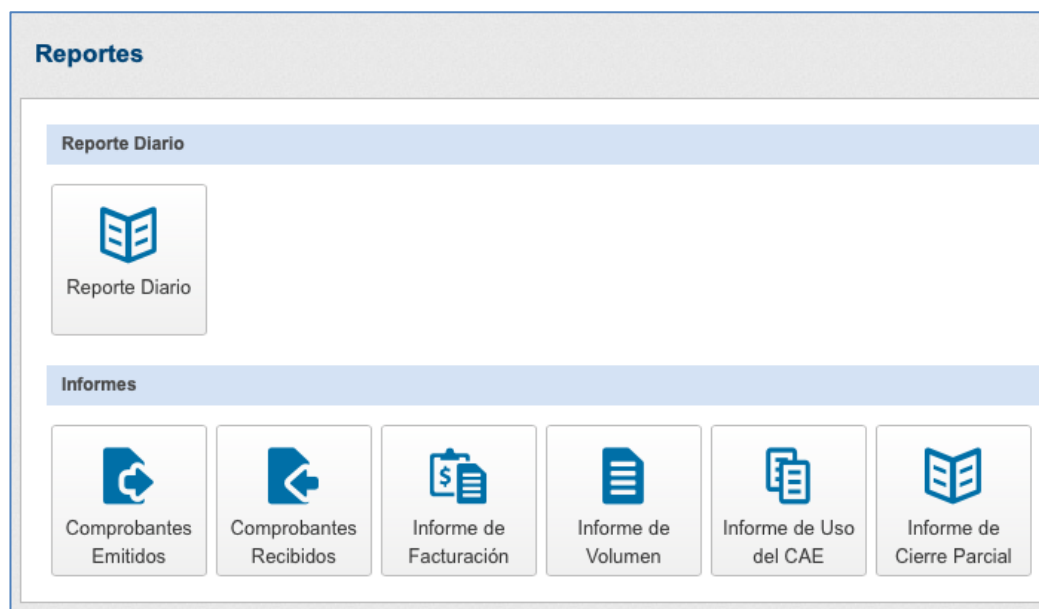 Reportes
Reporte Diario
Reporte Diario
Informes
Comprobantes
Emitidos
Comprobantes
Recibidos
$
Informe de
Facturación
Informe de
Volumen
Informe de Uso
del CAE
Informe de
Cierre Parcial